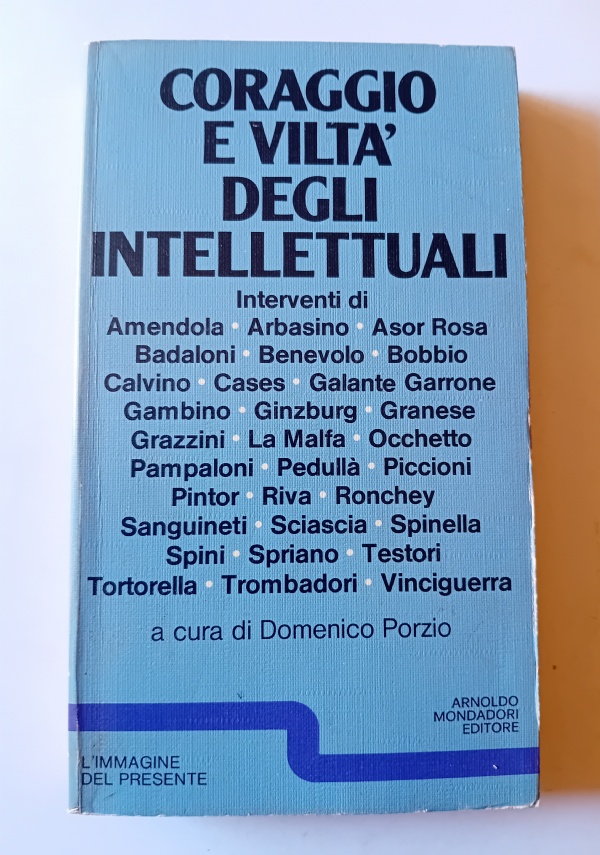 CORAGGIO
E VILTA'
DEGLI
INTELLETTUALI
Interventi di
Amendola • Arbasino • Asor Rosa
Badaloni • Benevolo • Bobbio
Calvino • Cases • Galante Garrone
Gambino • Ginzburg • Granese
Grazzini • La Malfa • Occhetto
Pampaloni • Pedullà • Piccioni
Pintor • Riva • Ronchey
Sanguineti • Sciascia • Spinella
Spini • Spriano • Testori
Tortorella • Trombadori • Vinciguerra
a cura di Domenico Porzio
ARNOLDO
MONDADORI
EDITORE
L'IMMAGINE
DEL PRESENTE